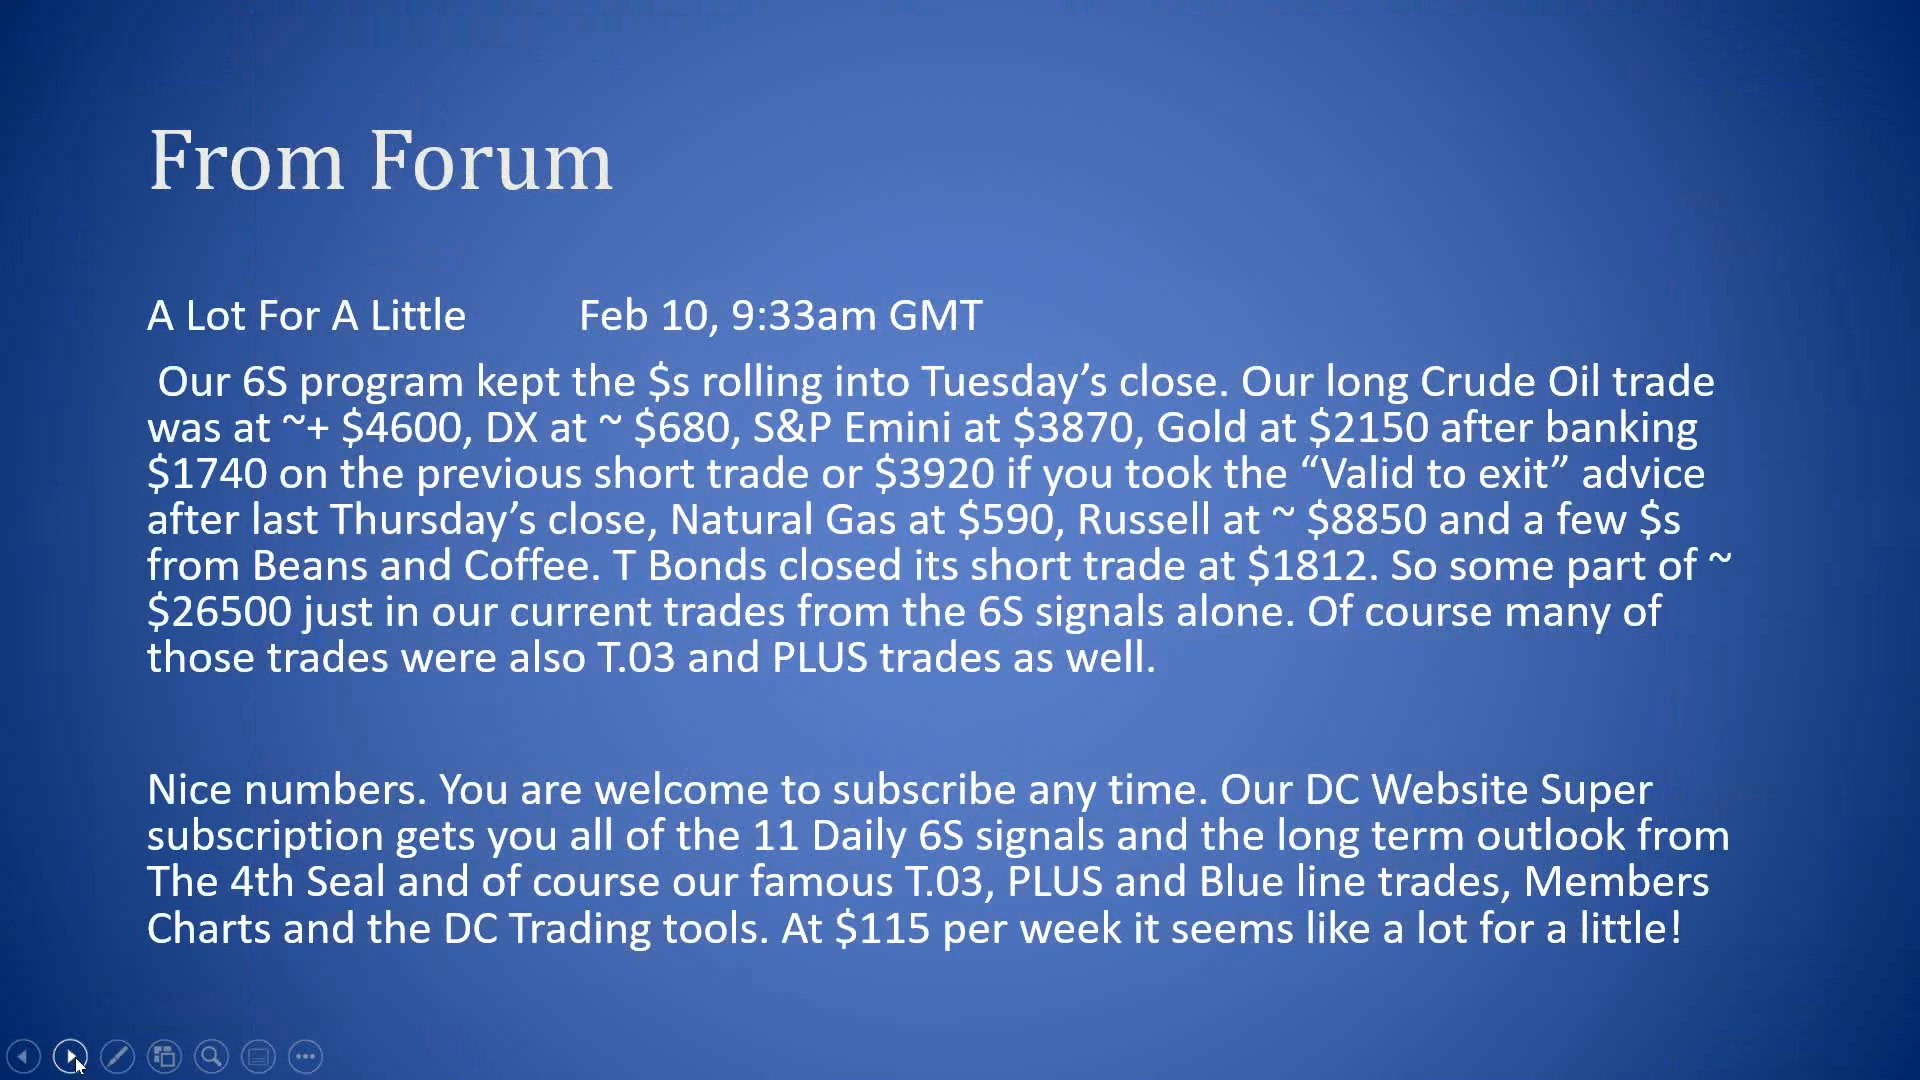 From Forum
A Lot For A Little Feb 10, 9:33am GMT
Our 6S program kept the $s rolling into Tuesday’s close. Our long Crude Oil trade
was at ~+ $4600, DX at ~ $680, S&P Emini at $3870, Gold at $2150 after banking
$1740 on the previous short trade or $3920 if you took the “Valid to exit” advice
after last Thursday’s close, Natural Gas at $590, Russell at ~ $8850 and a few $s
from Beans and Coffee. T Bonds closed its short trade at $1812. So some part of ~
$26500 just in our current trades from the 6S signals alone. Of course many of
those trades were also T.03 and PLUS trades as well.
Nice numbers. You are welcome to subscribe any time. Our DC Website Super
subscription gets you all of the 11 Daily 6S signals and the long term outlook from
The 4th Seal and of course our famous T.03, PLUS and Blue line trades, Members
Charts and the DC Trading tools. At $115 per week it seems like a lot for a little!